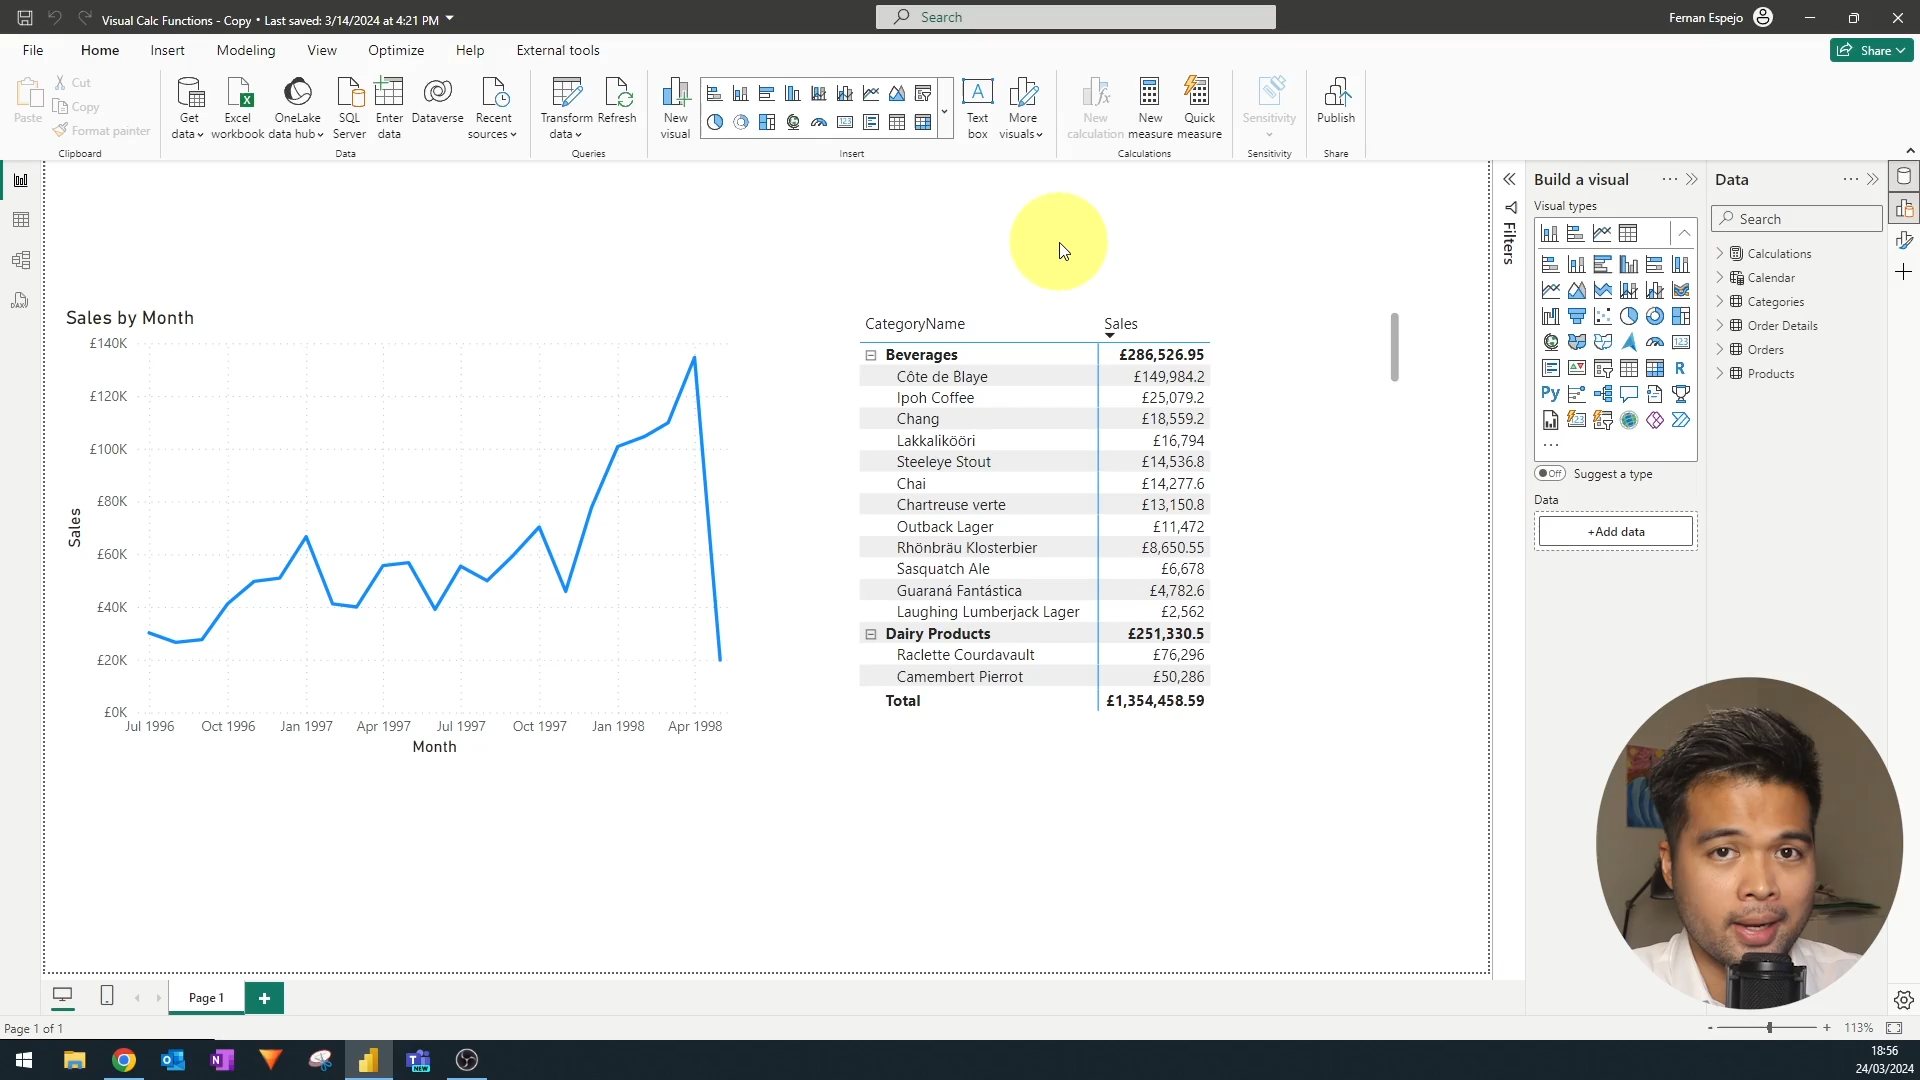 Visual Calc Functions - Copy • Last saved: 3/14/2024 at 4:21 PM
Search
Fernan Espejo
File Home Insert Modeling View Optimize Help External tools
Share
Paste
Cut
Copy
Format painter
Clipboard
Get data
Excel workbook
OneLake data hub
SQL Server
Enter data
Dataverse
Recent sources
Data
Transform data
Refresh
Queries
New visual
Text box
More visuals
Insert
New calculation
New measure
Quick measure
Calculations
Sensitivity
Sensitivity
Publish
Share
Sales by Month
£140K
£120K
£100K
£80K
£60K
£40K
£20K
£0K
Sales
Jul 1996 Oct 1996 Jan 1997 Apr 1997 Jul 1997 Oct 1997 Jan 1998 Apr 1998
Month
CategoryName Sales
Beverages £286,526.95
Côte de Blaye £149,984.2
Ipoh Coffee £25,079.2
Chang £18,559.2
Lakkalikööri £16,794
Steeleye Stout £14,536.8
Chai £14,277.6
Chartreuse verte £13,150.8
Outback Lager £11,472
Rhönbräu Klosterbier £8,650.55
Sasquatch Ale £6,678
Guaraná Fantástica £4,782.6
Laughing Lumberjack Lager £2,562
Dairy Products £251,330.5
Raclette Courdavault £76,296
Camembert Pierrot £50,286
Total £1,354,458.59
Filters
Build a visual
Visual types
123
R
Py
Off Suggest a type
Data
+Add data
Data
Search
Calculations
Calendar
Categories
Order Details
Orders
Products
DAX
Page 1
Page 1 of 1
- + 113%
NEW
18:56
24/03/2024